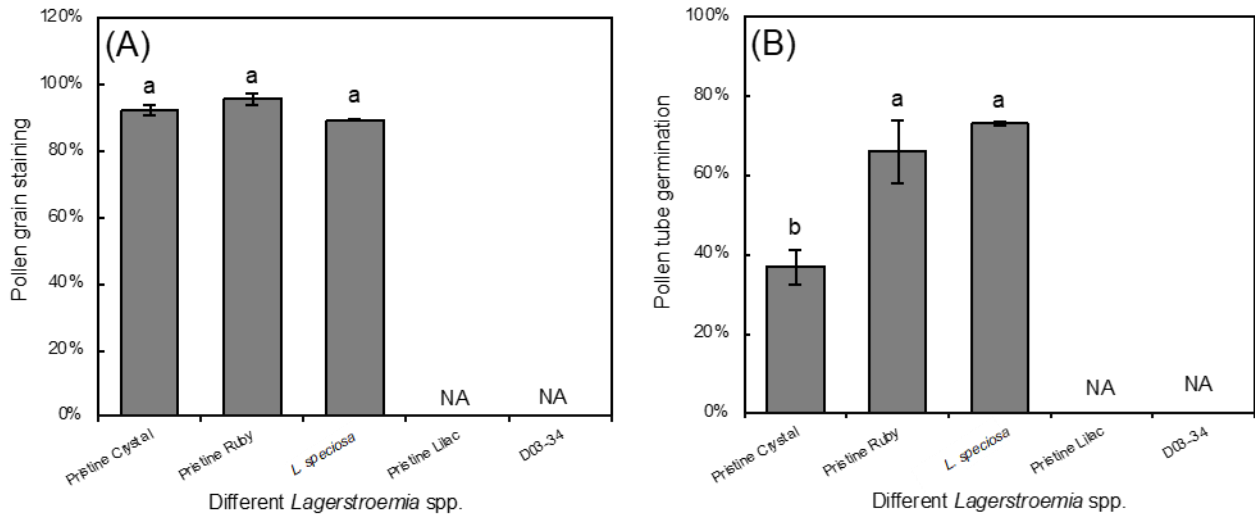 (A)
Pollen grain staining
120%
100%
80%
60%
40%
20%
0%
a
a
a
NA
NA
Pristine Crystal
Pristine Ruby
L. speciosa
Pristine Lilac
D03-34
Different Lagerstroemia spp.
(B)
Pollen tube germination
100%
80%
60%
40%
20%
0%
b
a
a
NA
NA
Pristine Crystal
Pristine Ruby
L. speciosa
Pristine Lilac
D03-34
Different Lagerstroemia spp.